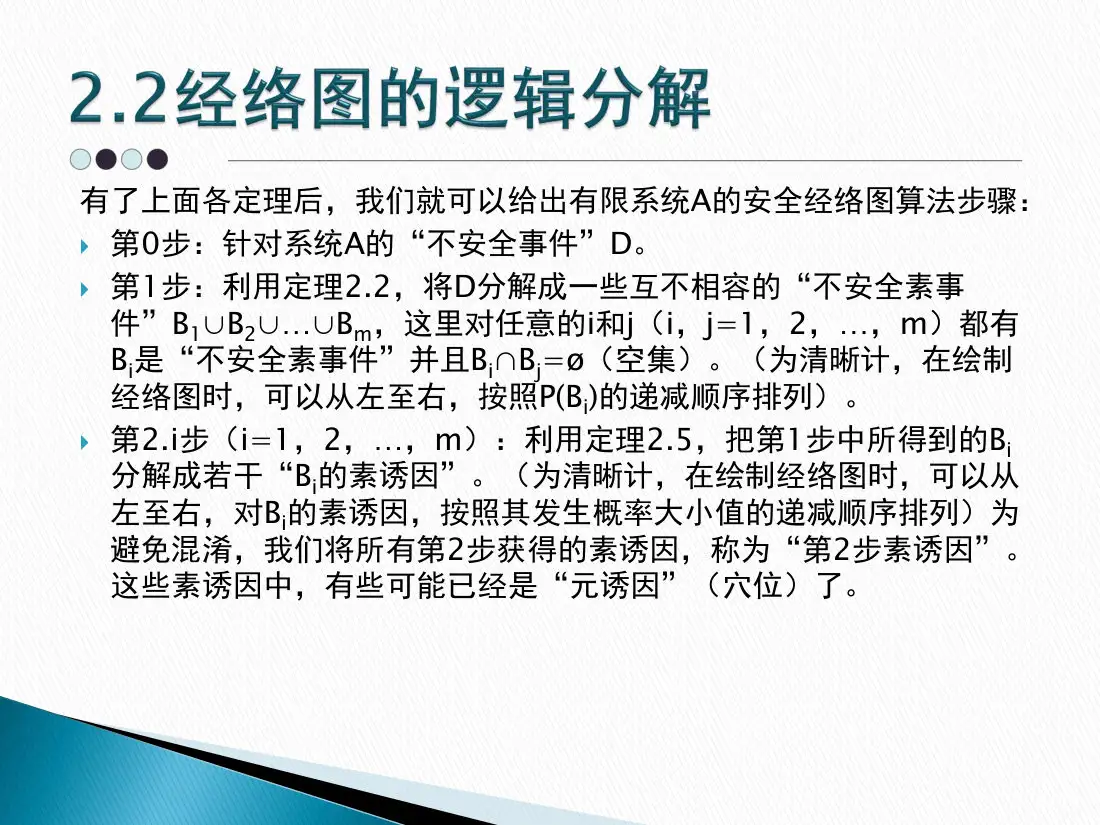 2.2经络图的逻辑分解
有了上面各定理后，我们就可以给出有限系统A的安全经络图算法步骤：
第0步：针对系统A的“不安全事件”D。
第1步：利用定理2.2，将D分解成一些互不相容的“不安全素事
件”B₁∪B₂∪…∪Bₘ，这里对任意的i和j（i，j=1，2，…，m）都有
Bᵢ是“不安全素事件”并且Bᵢ∩Bⱼ=ø（空集）。（为清晰计，在绘制
经络图时，可以从左至右，按照P(Bᵢ)的递减顺序排列）。
第2.i步（i=1，2，…，m）：利用定理2.5，把第1步中所得到的Bᵢ
分解成若干“Bᵢ的素诱因”。（为清晰计，在绘制经络图时，可以从
左至右，对Bᵢ的素诱因，按照其发生概率大小值的递减顺序排列）为
避免混淆，我们将所有第2步获得的素诱因，称为“第2步素诱因”。
这些素诱因中，有些可能已经是“元诱因”（穴位）了。